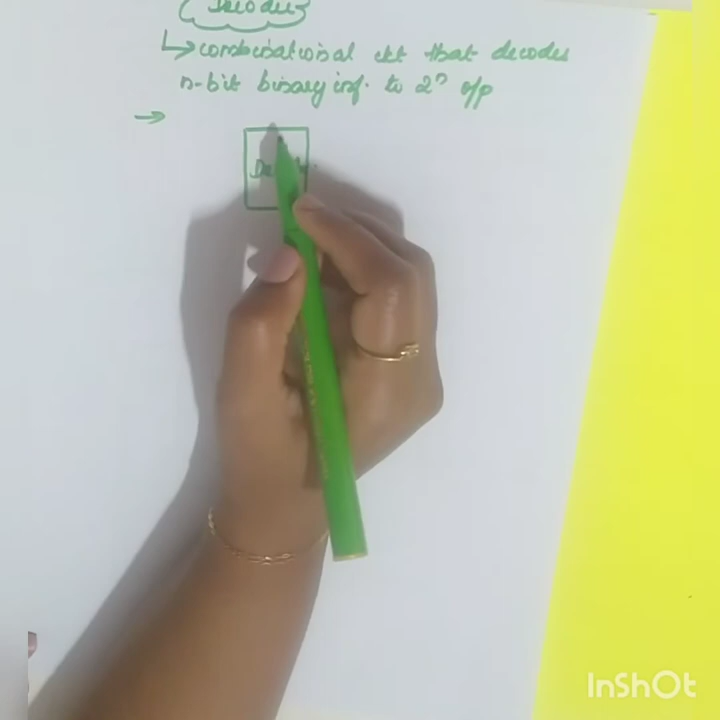 Decoder
↳ combinational ckt that decodes
n-bit binary inf. to 2ⁿ o/p
→
InShOt